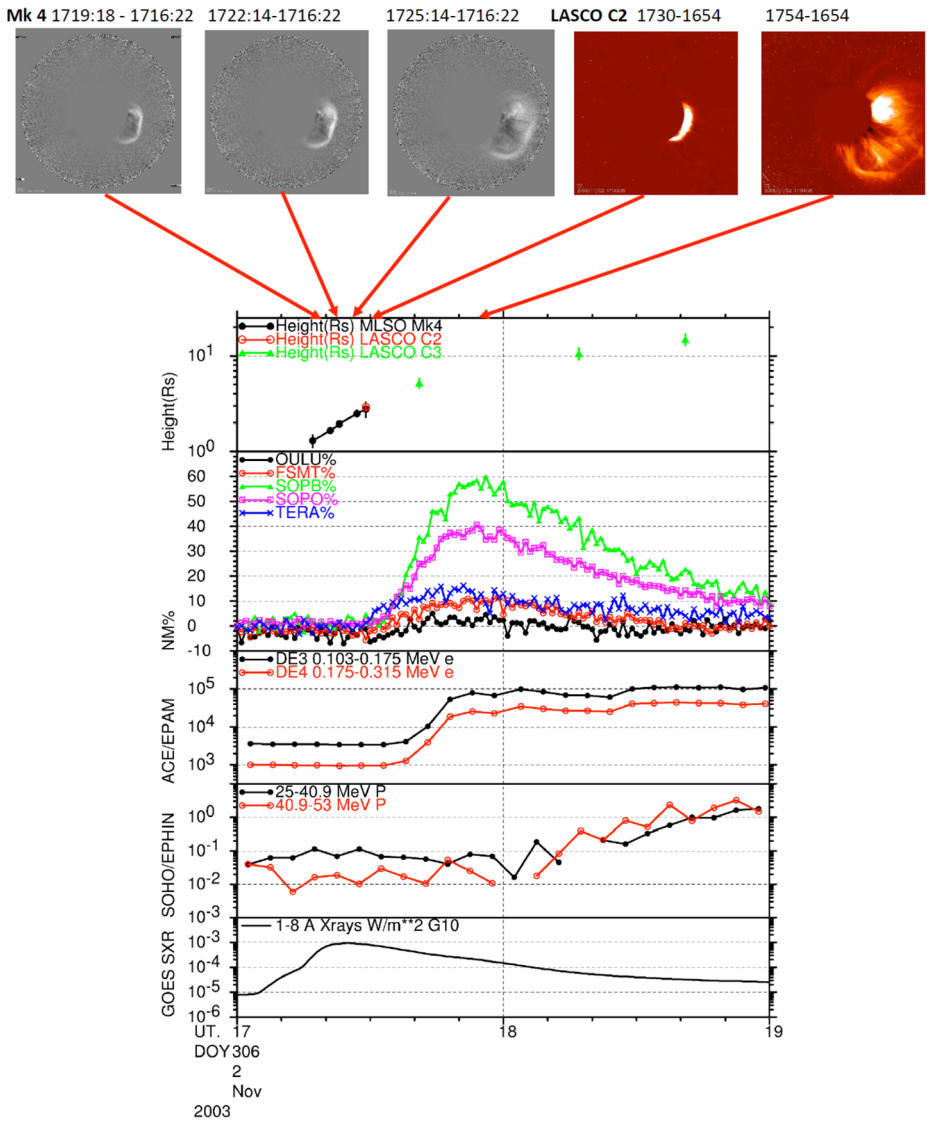 Mk 4 1719:18 - 1716:22 1722:14-1716:22 1725:14-1716:22 LASCO C2 1730-1654 1754-1654
Height(Rs) MLSO Mk4
Height(Rs) LASCO C2
Height(Rs) LASCO C3
Height(Rs)
10^1
10^0
OULU%
FSMT%
SOPB%
SOPO%
TERA%
NM%
60
50
40
30
20
10
0
-10
DE3 0.103-0.175 MeV e
DE4 0.175-0.315 MeV e
ACE/EPAM
10^5
10^4
10^3
25-40.9 MeV P
40.9-53 MeV P
SOHO/EPHIN
10^0
10^-1
10^-2
10^-3
1-8 A Xrays W/m**2 G10
GOES SXR
10^-3
10^-4
10^-5
10^-6
UT. 17 18 19
DOY 306
2
Nov
2003